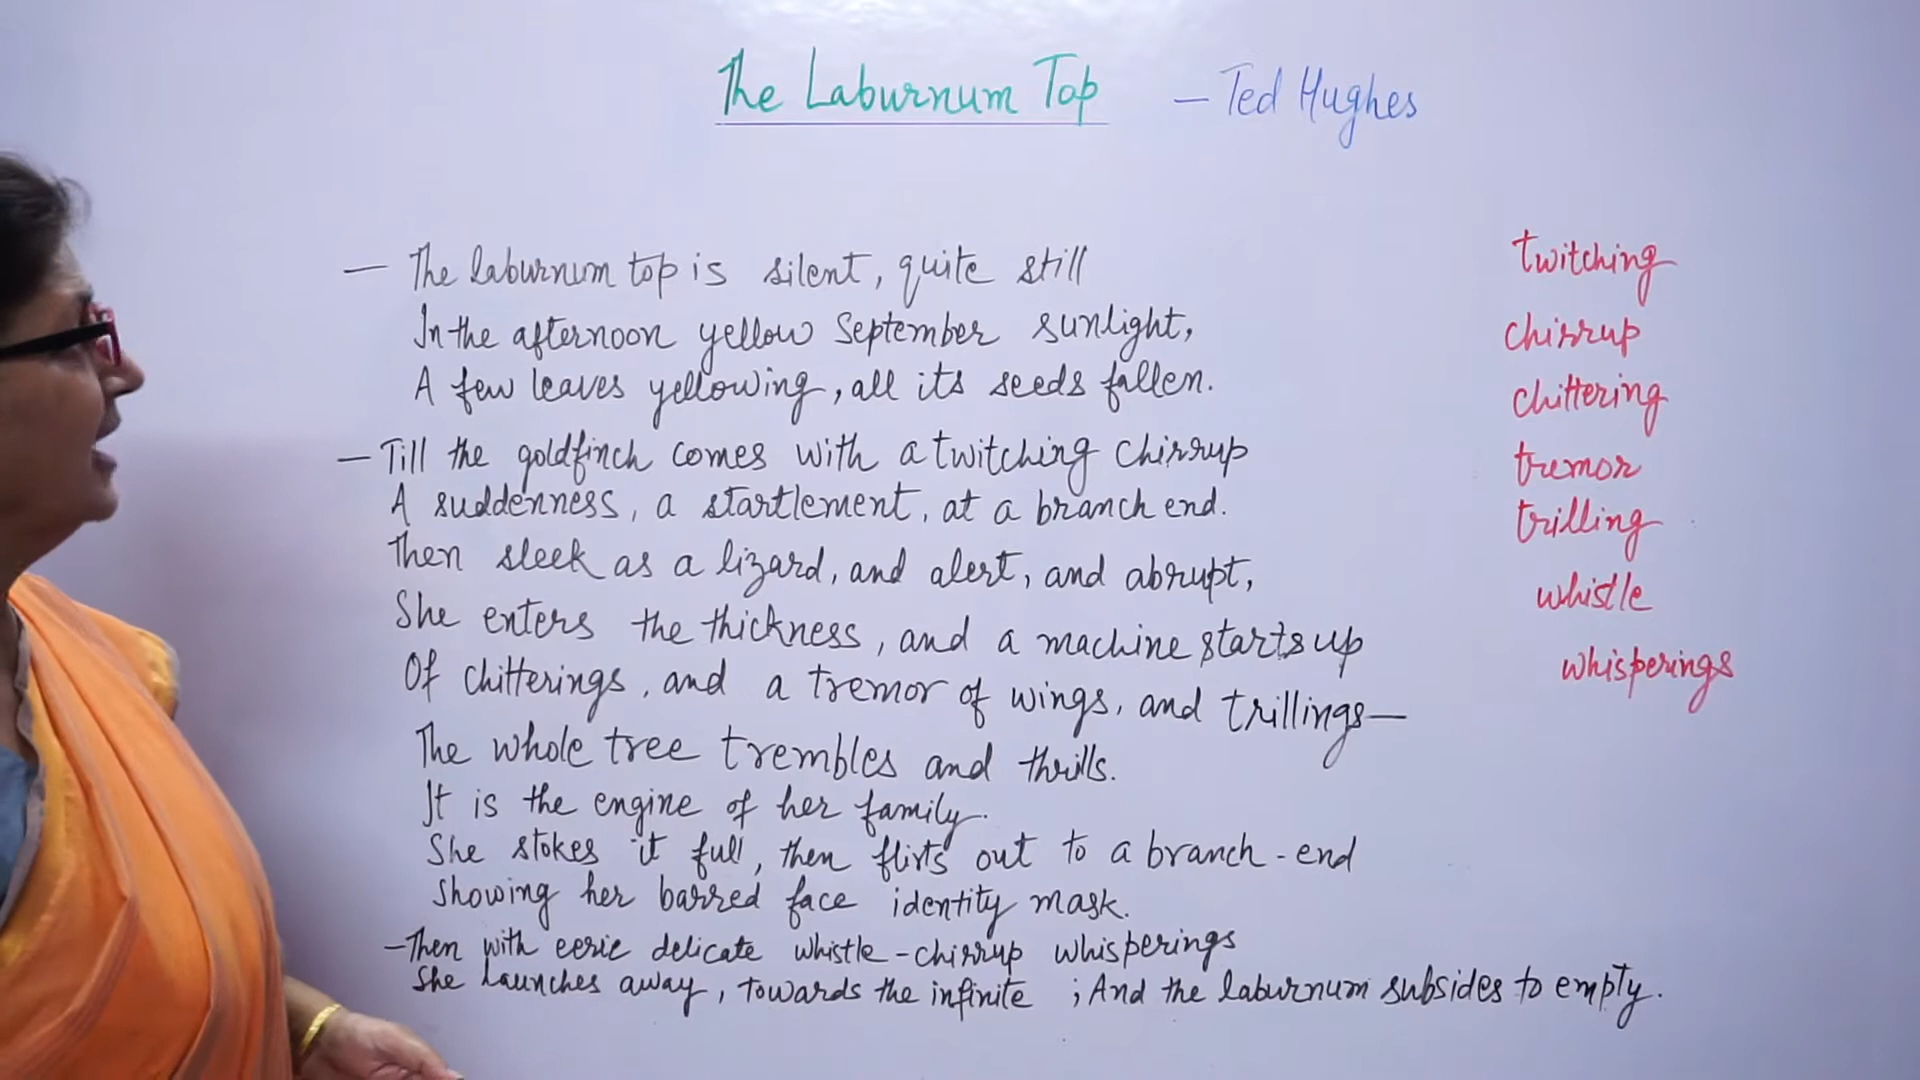 The Laburnum Top — Ted Hughes
— The laburnum top is silent, quite still
In the afternoon yellow September sunlight,
A few leaves yellowing, all its seeds fallen.
— Till the goldfinch comes with a twitching chirrup
A suddenness, a startlement, at a branch end.
Then sleek as a lizard, and alert, and abrupt,
She enters the thickness, and a machine starts up
Of chitterings, and a tremor of wings, and trillings—
The whole tree trembles and thrills.
It is the engine of her family.
She stokes it full, then flirts out to a branch-end
Showing her barred face identity mask.
— Then with eerie delicate whistle-chirrup whisperings
She launches away, towards the infinite ; And the laburnum subsides to empty.
twitching
chirrup
chittering
tremor
trilling
whistle
whisperings